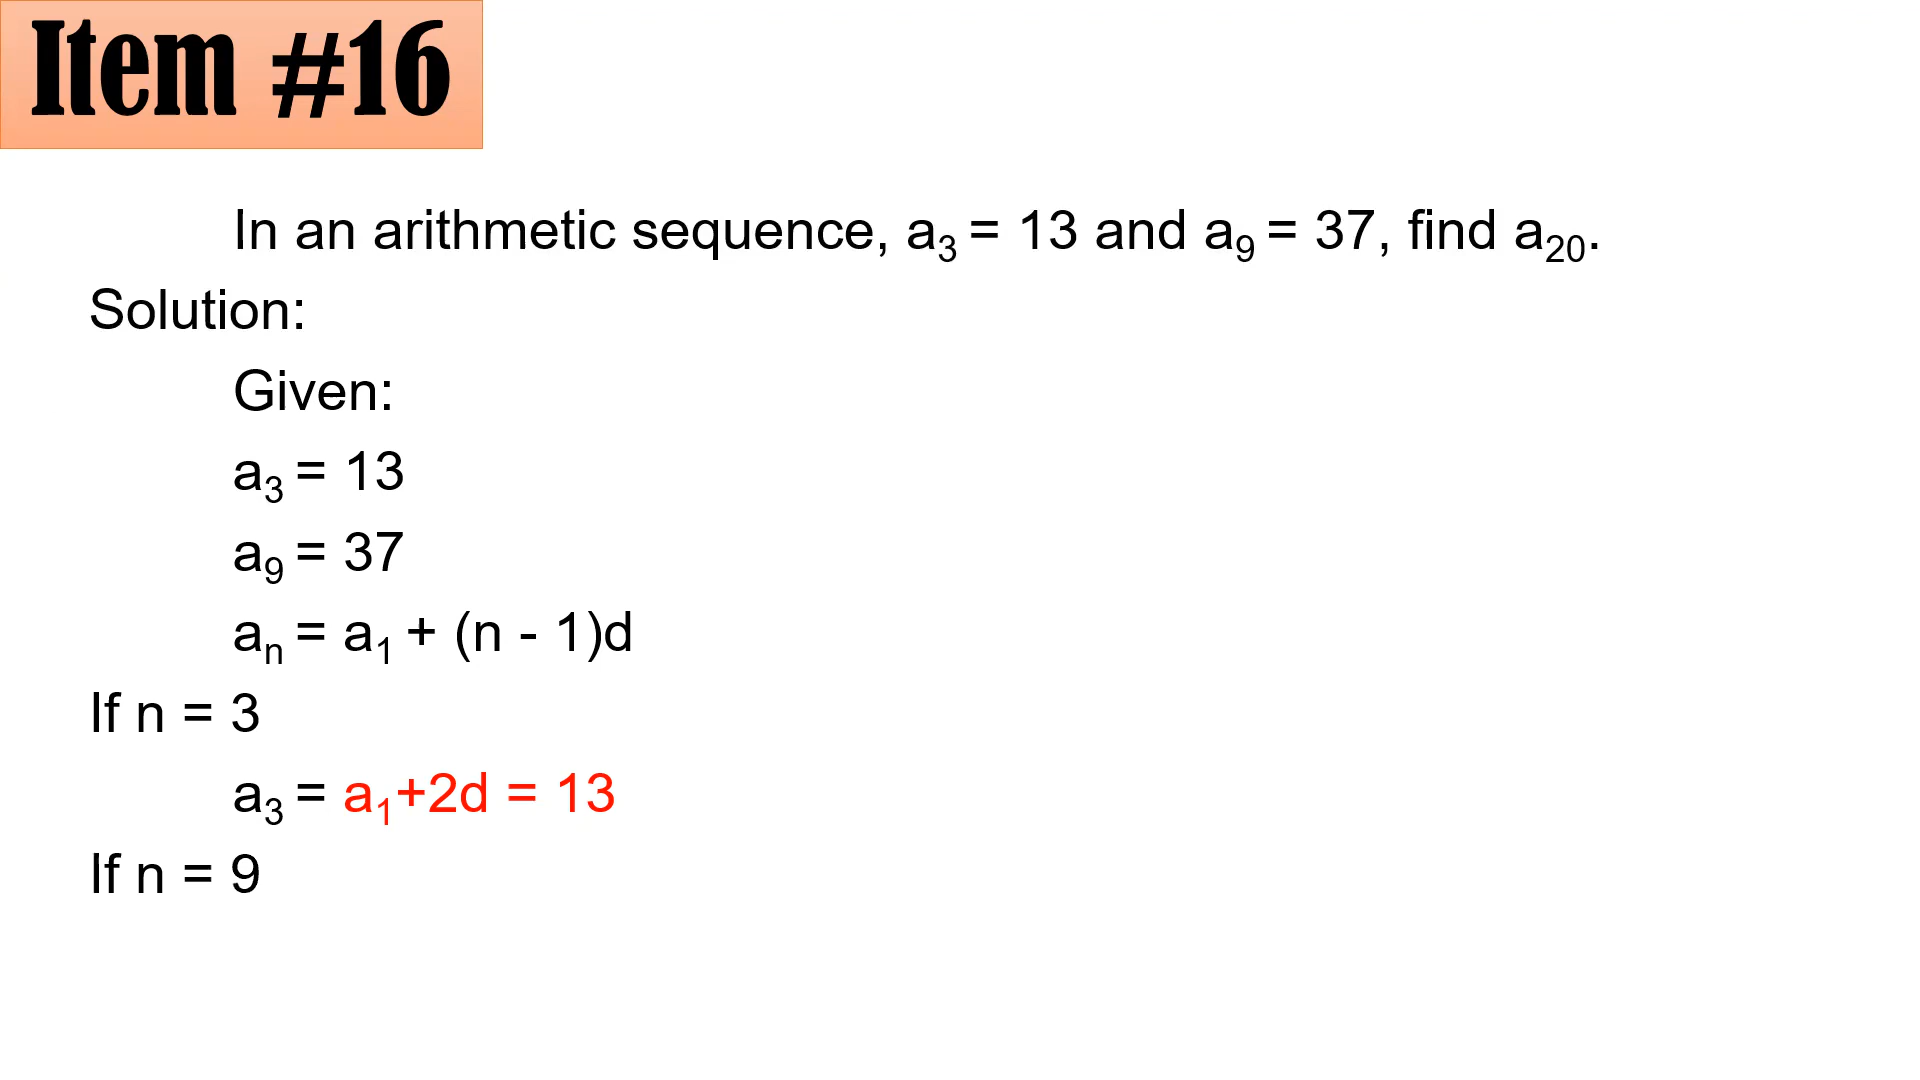 Item #16
In an arithmetic sequence, a₃ = 13 and a₉ = 37, find a₂₀.
Solution:
Given:
a₃ = 13
a₉ = 37
aₙ = a₁ + (n - 1)d
If n = 3
a₃ = a₁+2d = 13
If n = 9